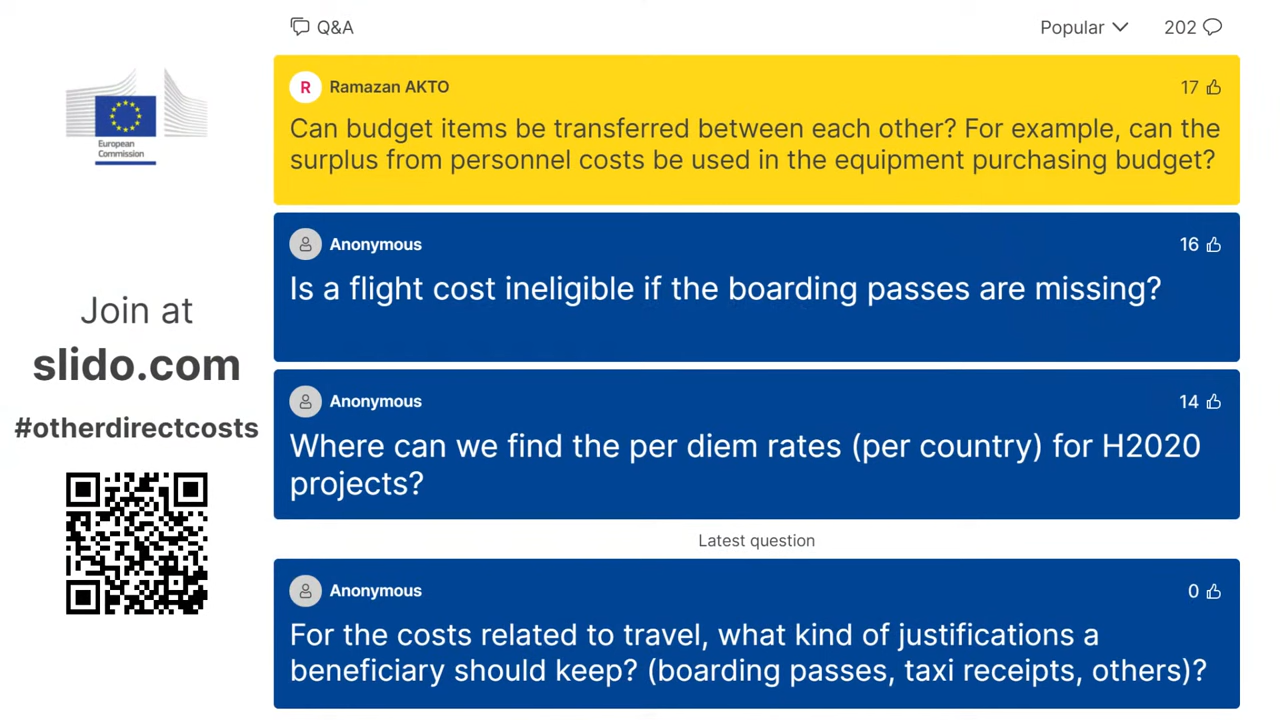 Q&A
Popular
202
R
Ramazan AKTO
17
Can budget items be transferred between each other? For example, can the
surplus from personnel costs be used in the equipment purchasing budget?
European
Commission
Anonymous
16
Is a flight cost ineligible if the boarding passes are missing?
Join at
slido.com
#otherdirectcosts
Anonymous
14
Where can we find the per diem rates (per country) for H2020
projects?
Latest question
Anonymous
0
For the costs related to travel, what kind of justifications a
beneficiary should keep? (boarding passes, taxi receipts, others)?